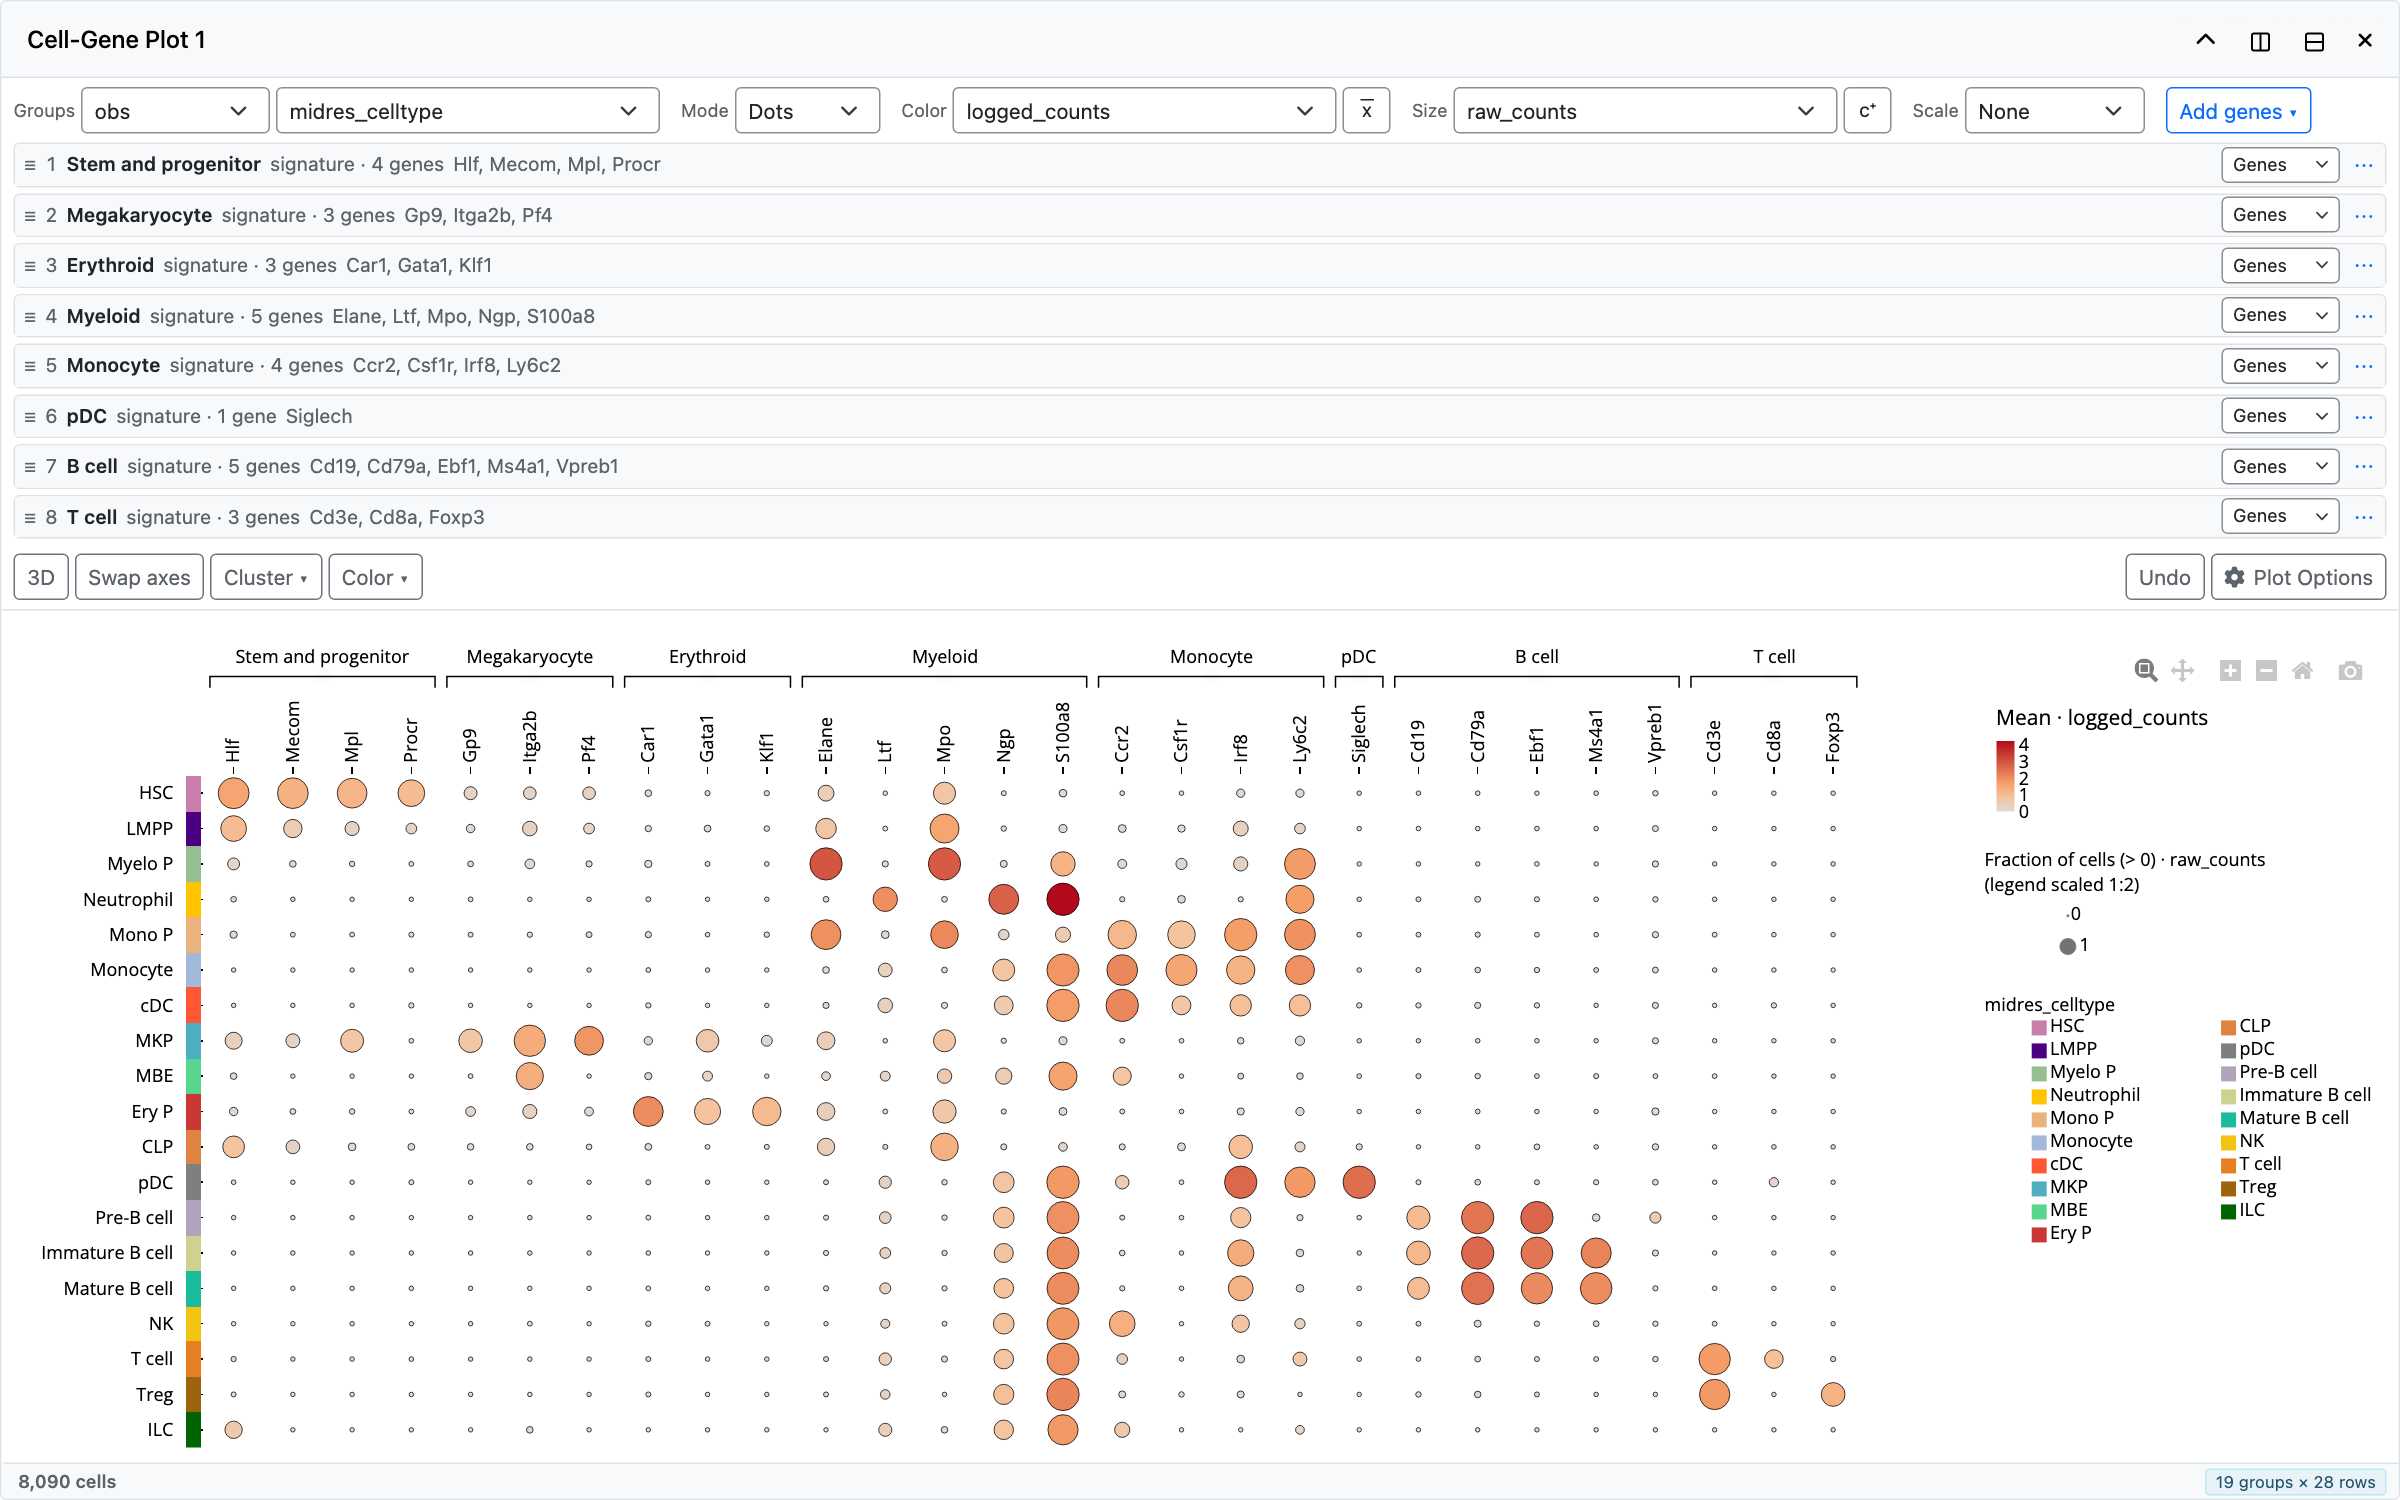 Cell-Gene Plot 1
Groups obs midres_celltype Mode Dots Color logged_counts x̅ Size raw_counts c⁺ Scale None Add genes ▾
≡ 1 Stem and progenitor signature · 4 genes Hlf, Mecom, Mpl, Procr Genes ...
≡ 2 Megakaryocyte signature · 3 genes Gp9, Itga2b, Pf4 Genes ...
≡ 3 Erythroid signature · 3 genes Car1, Gata1, Klf1 Genes ...
≡ 4 Myeloid signature · 5 genes Elane, Ltf, Mpo, Ngp, S100a8 Genes ...
≡ 5 Monocyte signature · 4 genes Ccr2, Csf1r, Irf8, Ly6c2 Genes ...
≡ 6 pDC signature · 1 gene Siglech Genes ...
≡ 7 B cell signature · 5 genes Cd19, Cd79a, Ebf1, Ms4a1, Vpreb1 Genes ...
≡ 8 T cell signature · 3 genes Cd3e, Cd8a, Foxp3 Genes ...
3D Swap axes Cluster ▾ Color ▾ Undo Plot Options
Stem and progenitor Megakaryocyte Erythroid Myeloid Monocyte pDC B cell T cell
Hlf Mecom Mpl Procr Gp9 Itga2b Pf4 Car1 Gata1 Klf1 Elane Ltf Mpo Ngp S100a8 Ccr2 Csf1r Irf8 Ly6c2 Siglech Cd19 Cd79a Ebf1 Ms4a1 Vpreb1 Cd3e Cd8a Foxp3
HSC
LMPP
Myelo P
Neutrophil
Mono P
Monocyte
cDC
MKP
MBE
Ery P
CLP
pDC
Pre-B cell
Immature B cell
Mature B cell
NK
T cell
Treg
ILC
Mean · logged_counts
4
3
2
1
0
Fraction of cells (> 0) · raw_counts
(legend scaled 1:2)
0
1
midres_celltype
HSC CLP
LMPP pDC
Myelo P Pre-B cell
Neutrophil Immature B cell
Mono P Mature B cell
Monocyte NK
cDC T cell
MKP Treg
MBE ILC
Ery P
8,090 cells 19 groups × 28 rows